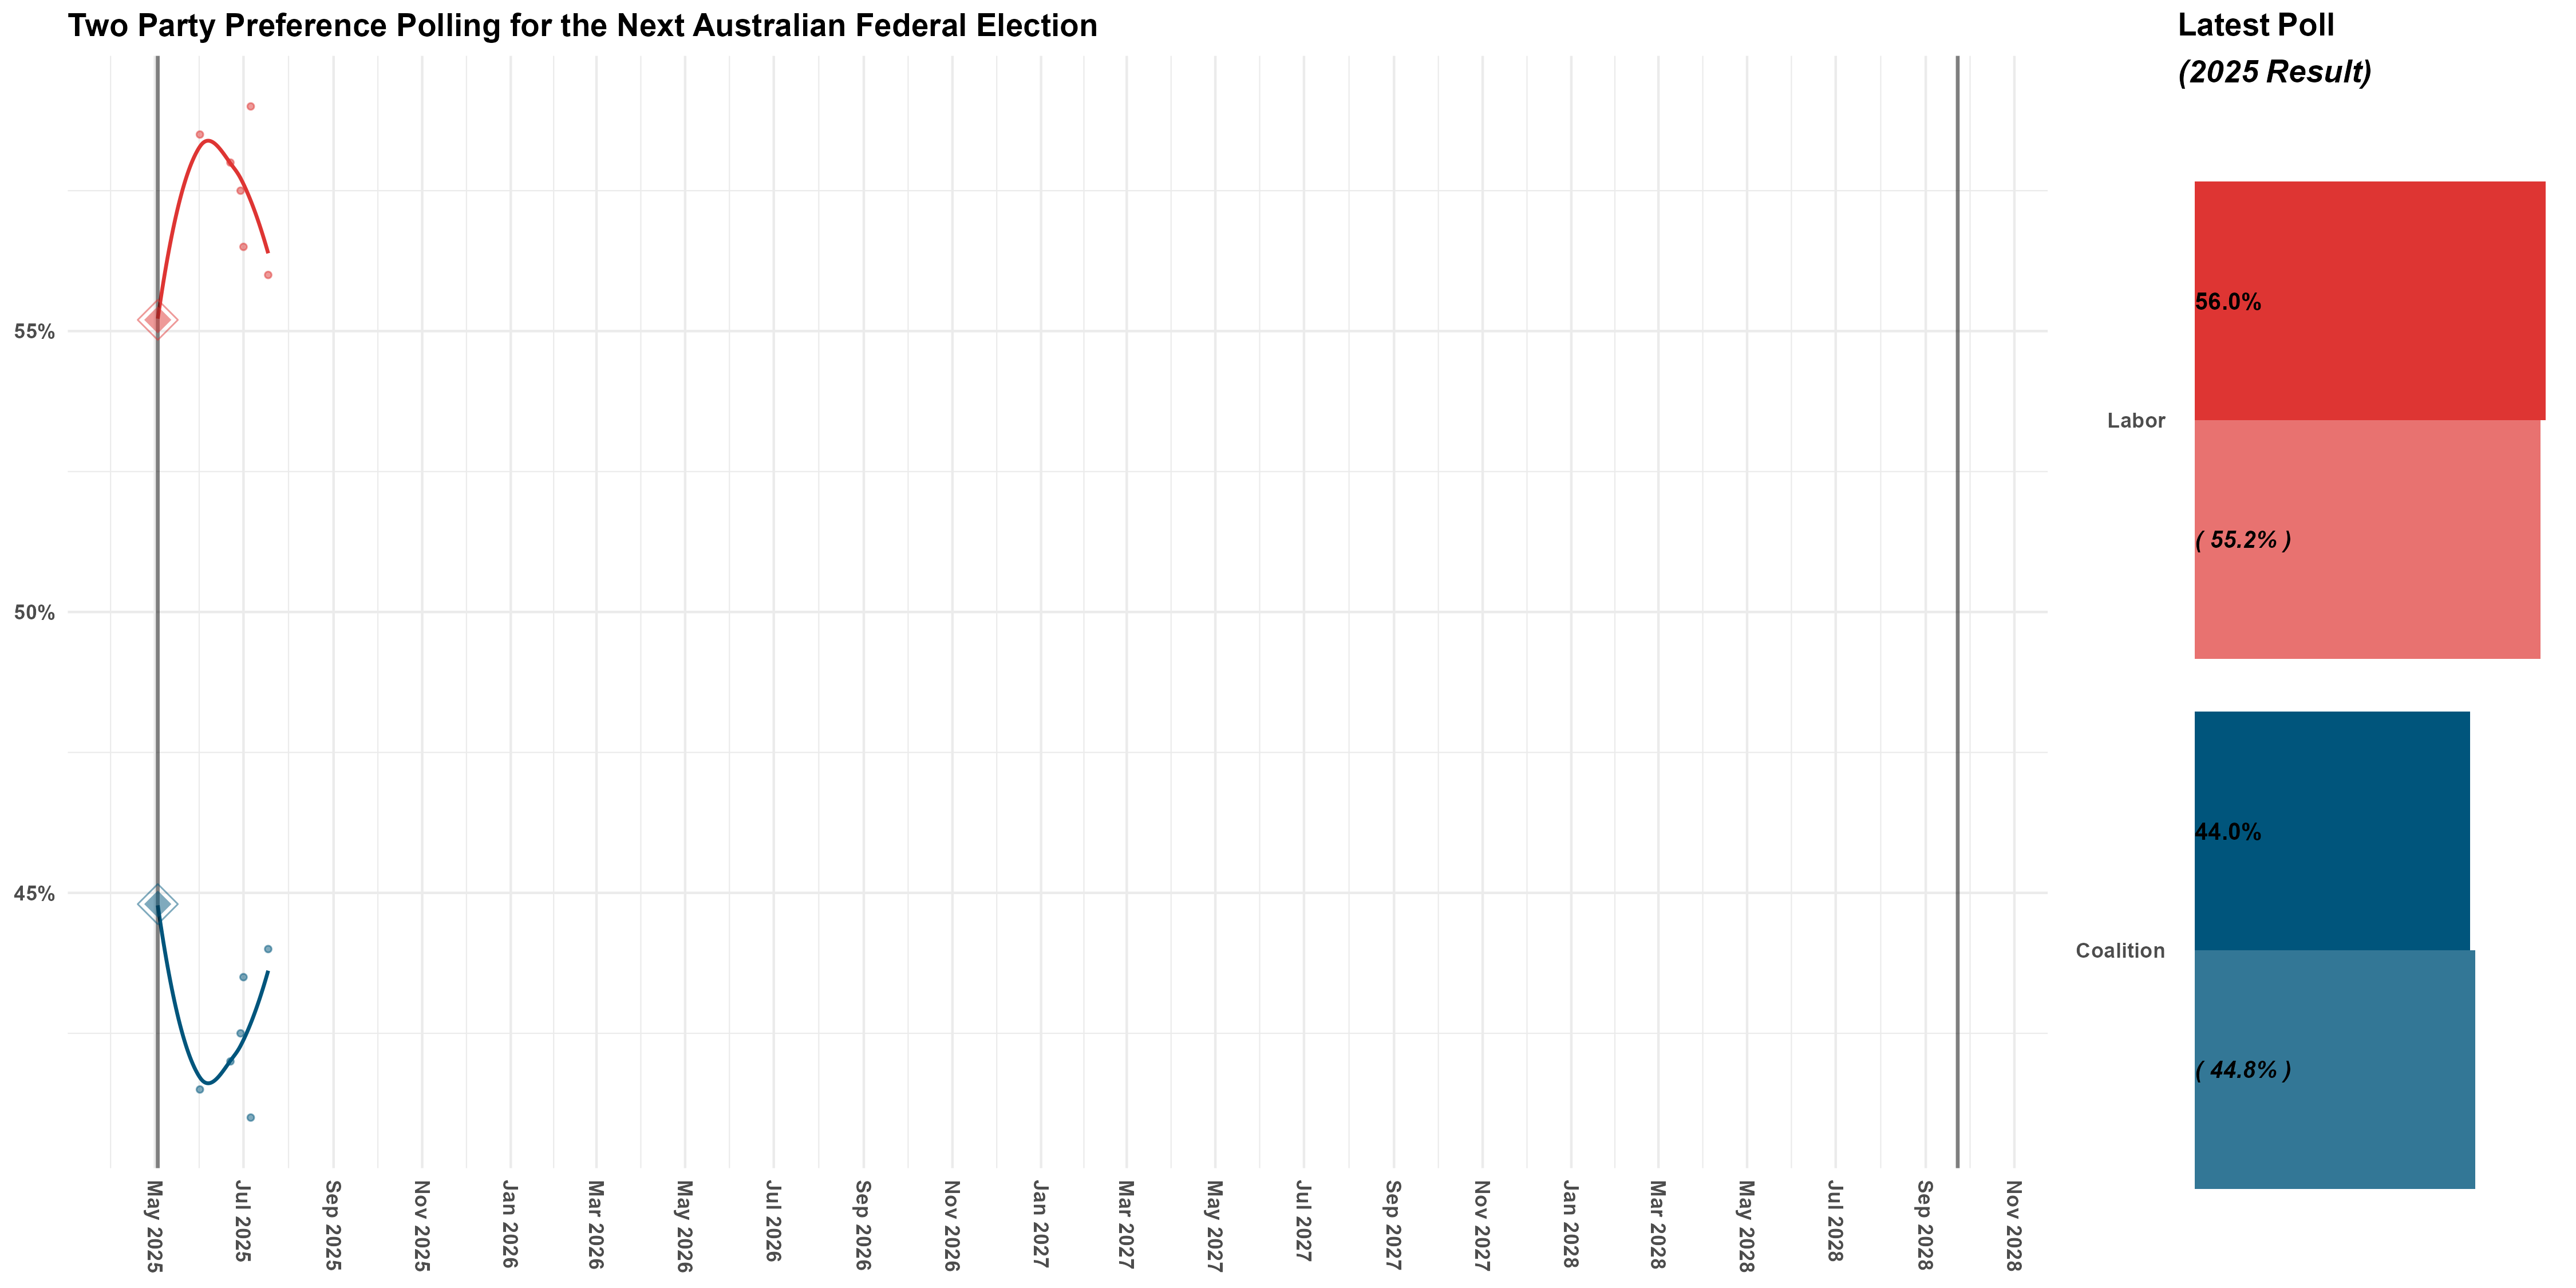 Two Party Preference Polling for the Next Australian Federal Election
55%
50%
45%
May 2025
Jul 2025
Sep 2025
Nov 2025
Jan 2026
Mar 2026
May 2026
Jul 2026
Sep 2026
Nov 2026
Jan 2027
Mar 2027
May 2027
Jul 2027
Sep 2027
Nov 2027
Jan 2028
Mar 2028
May 2028
Jul 2028
Sep 2028
Nov 2028
Latest Poll
(2025 Result)
Labor
56.0%
( 55.2% )
Coalition
44.0%
( 44.8% )